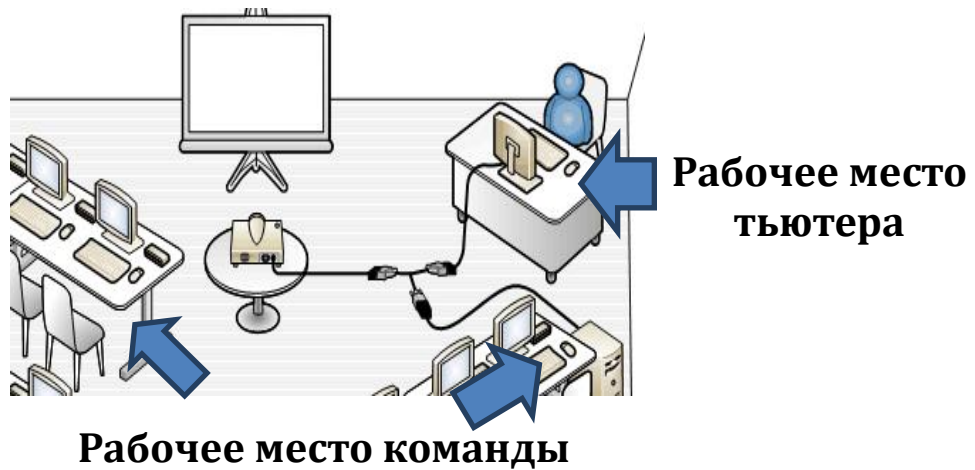 Рабочее место
тьютера
Рабочее место команды